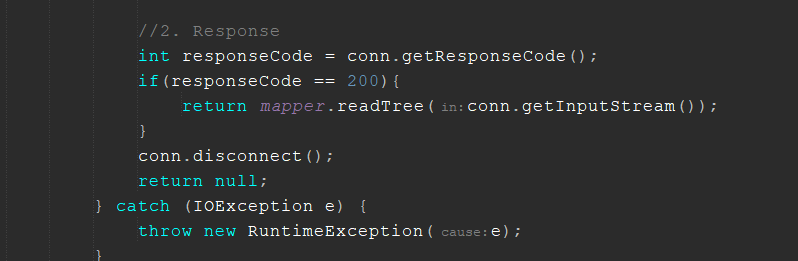 //2. Response
int responseCode = conn.getResponseCode();
if(responseCode == 200){
return mapper.readTree( in: conn.getInputStream());
}
conn.disconnect();
return null;
} catch (IOException e) {
throw new RuntimeException( cause: e);
}